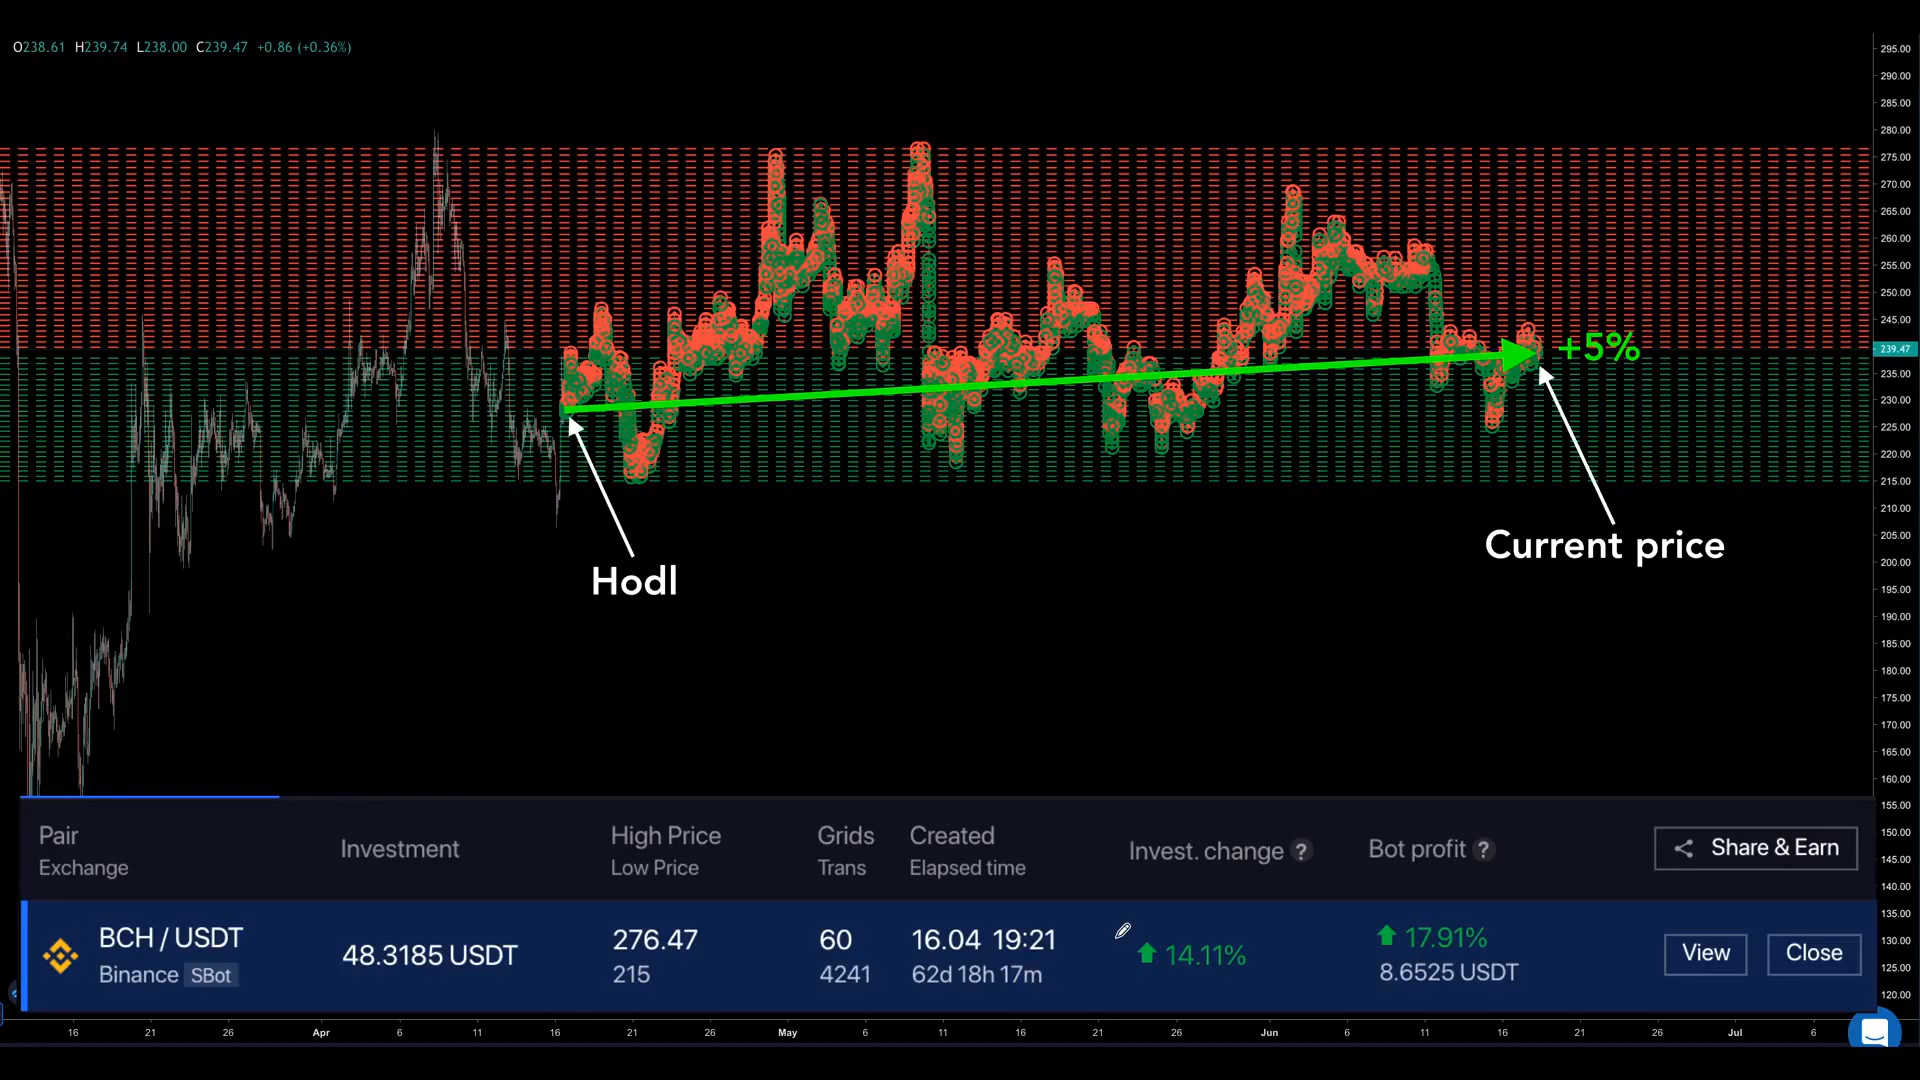 O238.61 H239.74 L238.00 C239.47 +0.86 (+0.36%)
295.00
290.00
285.00
280.00
275.00
270.00
265.00
260.00
255.00
250.00
245.00
239.47
235.00
230.00
225.00
220.00
215.00
210.00
205.00
200.00
195.00
190.00
185.00
180.00
175.00
170.00
165.00
160.00
155.00
150.00
145.00
140.00
135.00
130.00
125.00
120.00
+5%
Hodl
Current price
Pair
Exchange
Investment
High Price
Low Price
Grids
Trans
Created
Elapsed time
Invest. change ?
Bot profit ?
Share & Earn
BCH / USDT
Binance SBot
48.3185 USDT
276.47
215
60
4241
16.04 19:21
62d 18h 17m
14.11%
17.91%
8.6525 USDT
View
Close
16 21 26 Apr 6 11 16 21 26 May 6 11 16 21 26 Jun 6 11 16 21 26 Jul 6